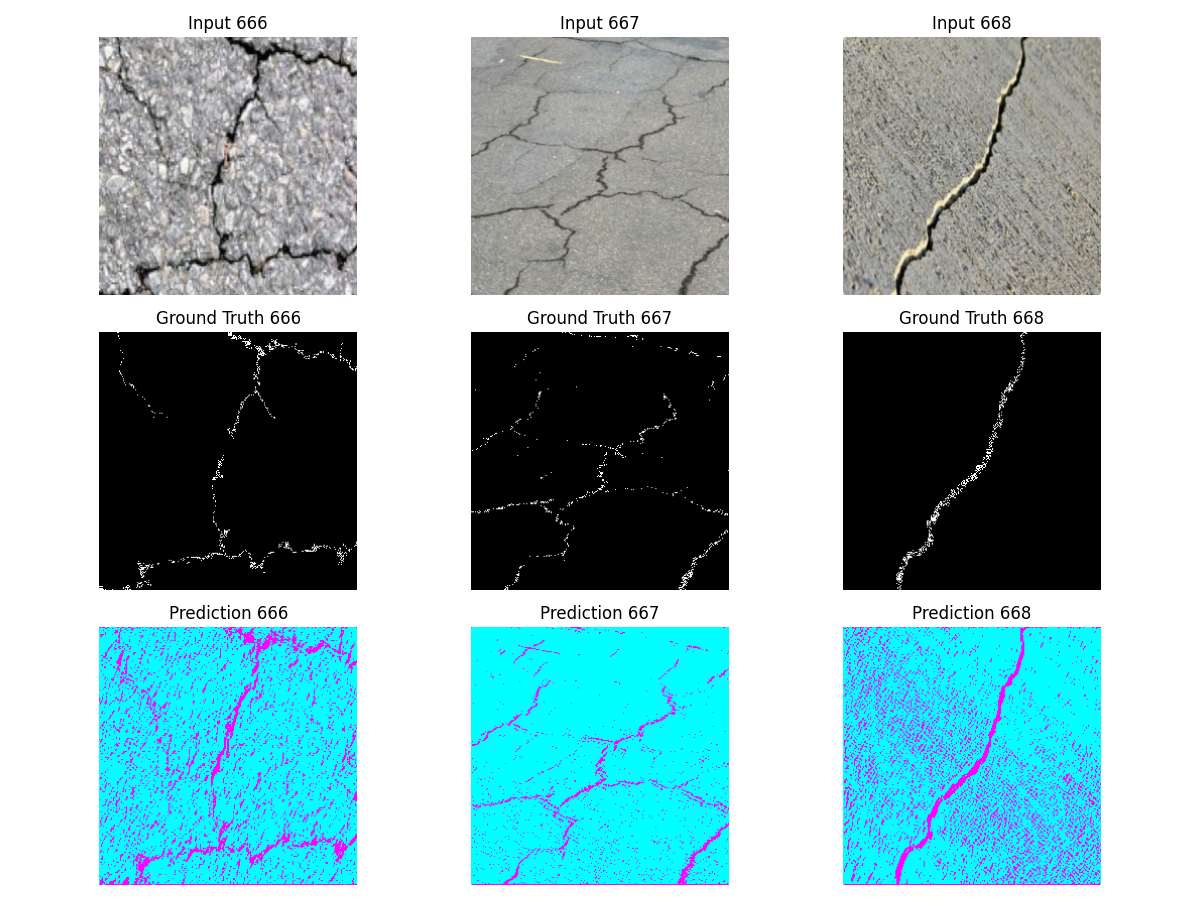 Input 666
Input 667
Input 668
Ground Truth 666
Ground Truth 667
Ground Truth 668
Prediction 666
Prediction 667
Prediction 668